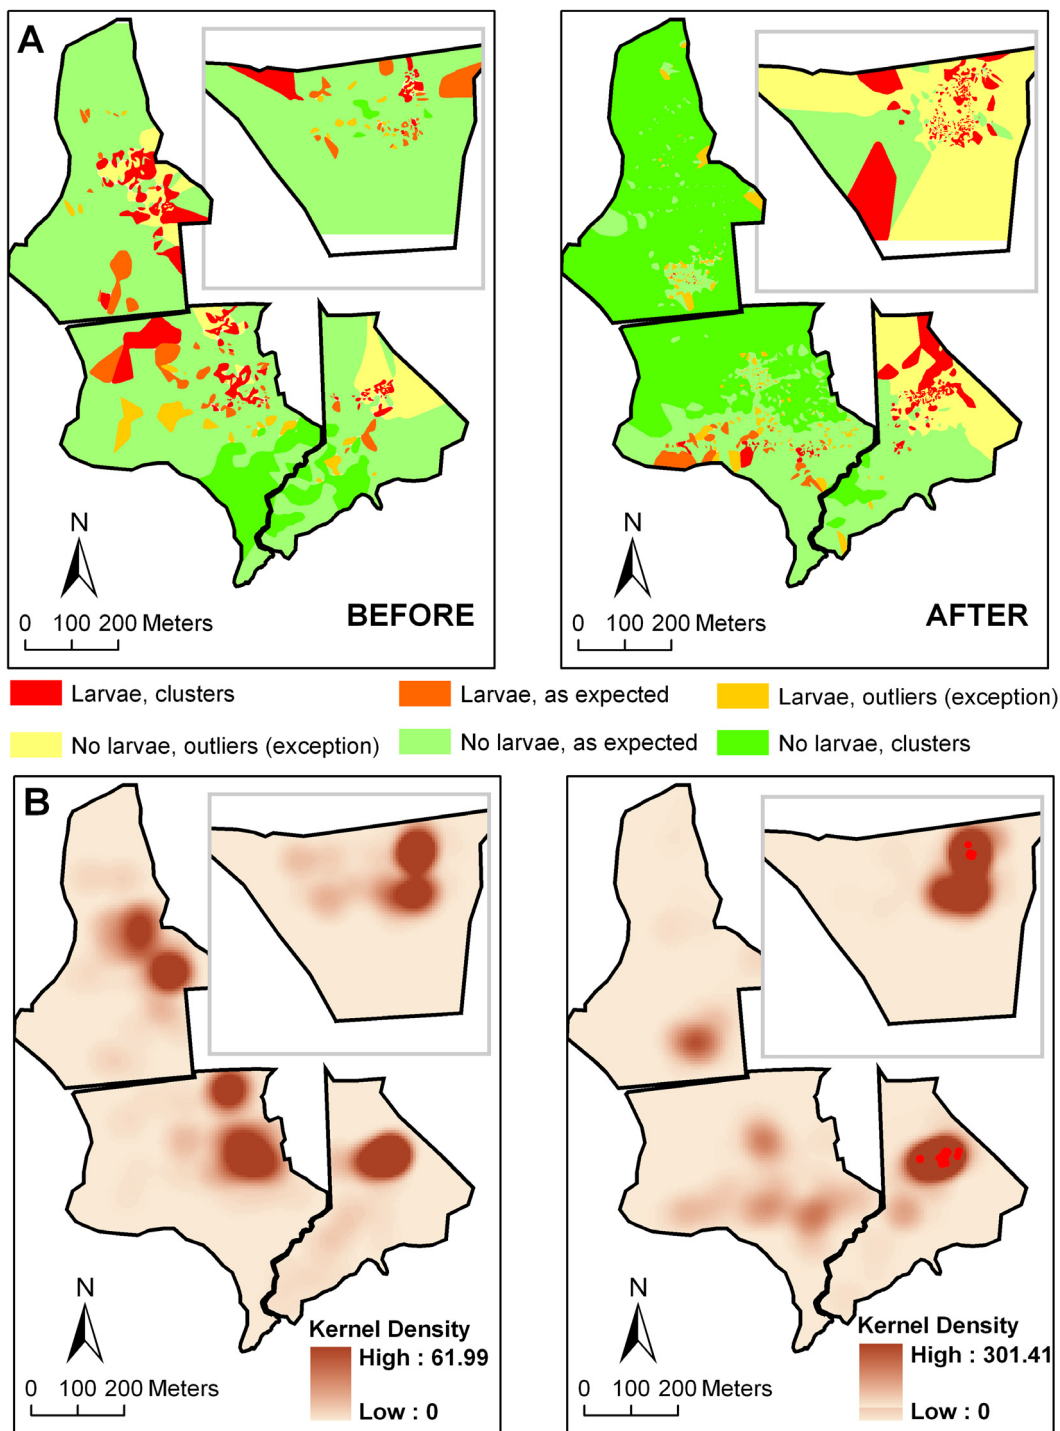 A
N
0 100 200 Meters
BEFORE
N
0 100 200 Meters
AFTER
Larvae, clusters
Larvae, as expected
Larvae, outliers (exception)
No larvae, outliers (exception)
No larvae, as expected
No larvae, clusters
B
N
0 100 200 Meters
Kernel Density
High : 61.99
Low : 0
N
0 100 200 Meters
Kernel Density
High : 301.41
Low : 0